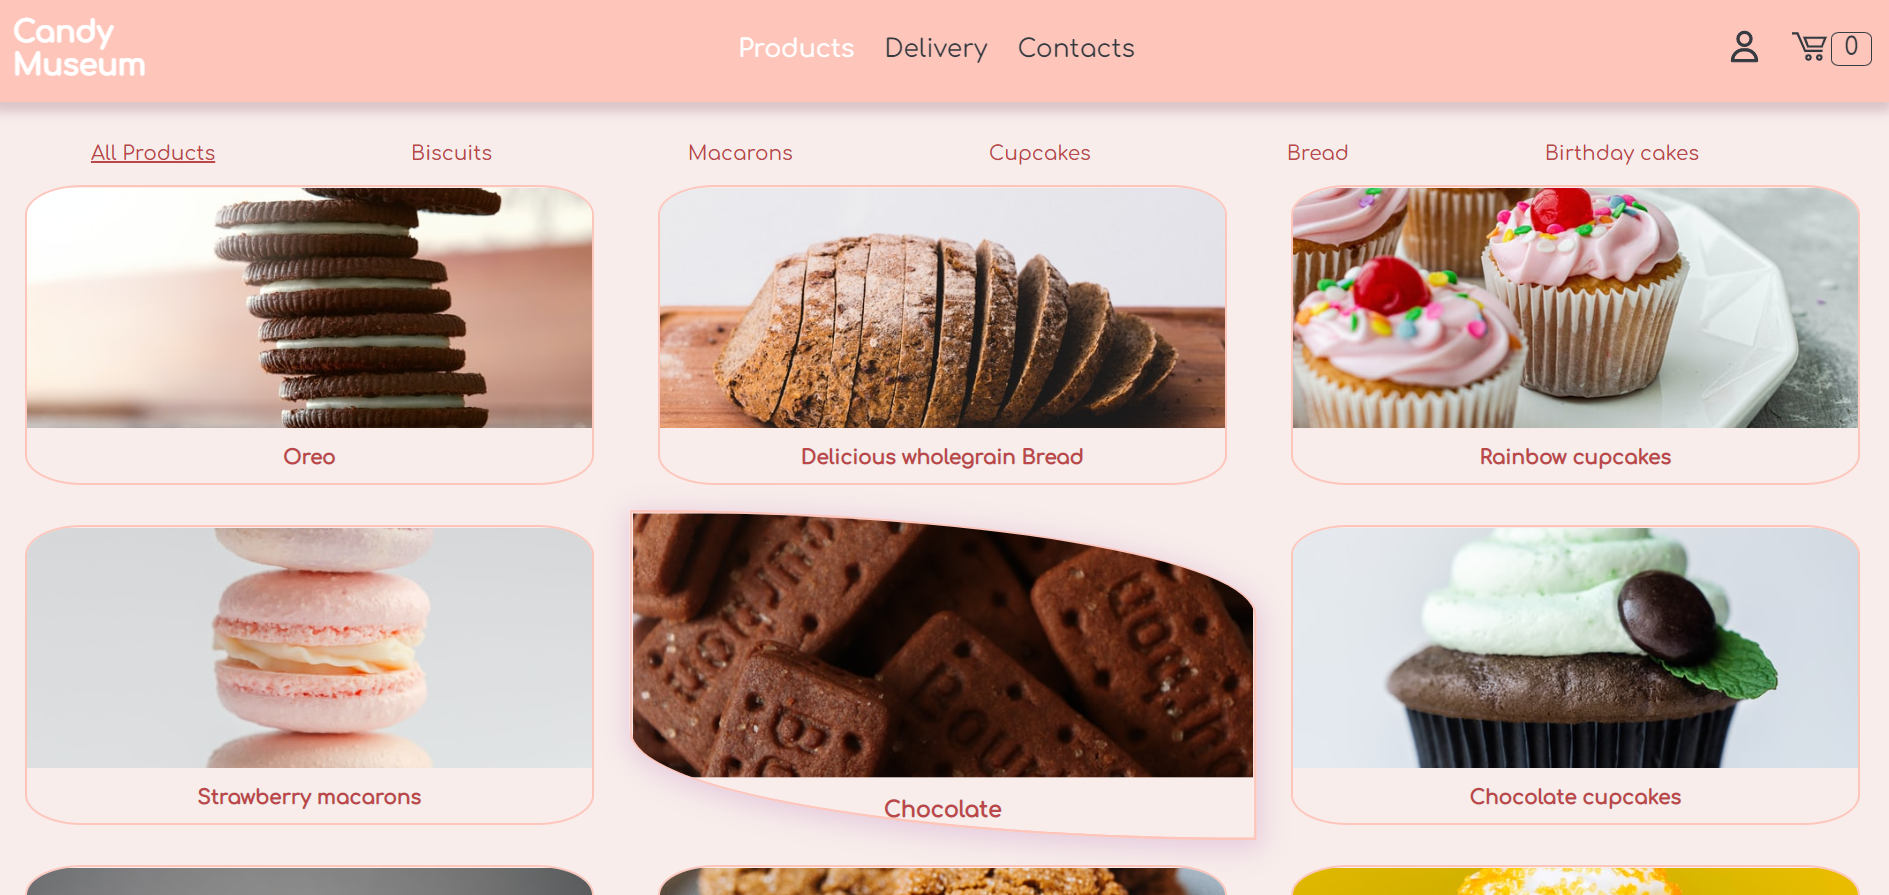 Candy
Museum
Products Delivery Contacts
0
All Products Biscuits Macarons Cupcakes Bread Birthday cakes
Oreo
Delicious wholegrain Bread
Rainbow cupcakes
Strawberry macarons
Chocolate
Chocolate cupcakes